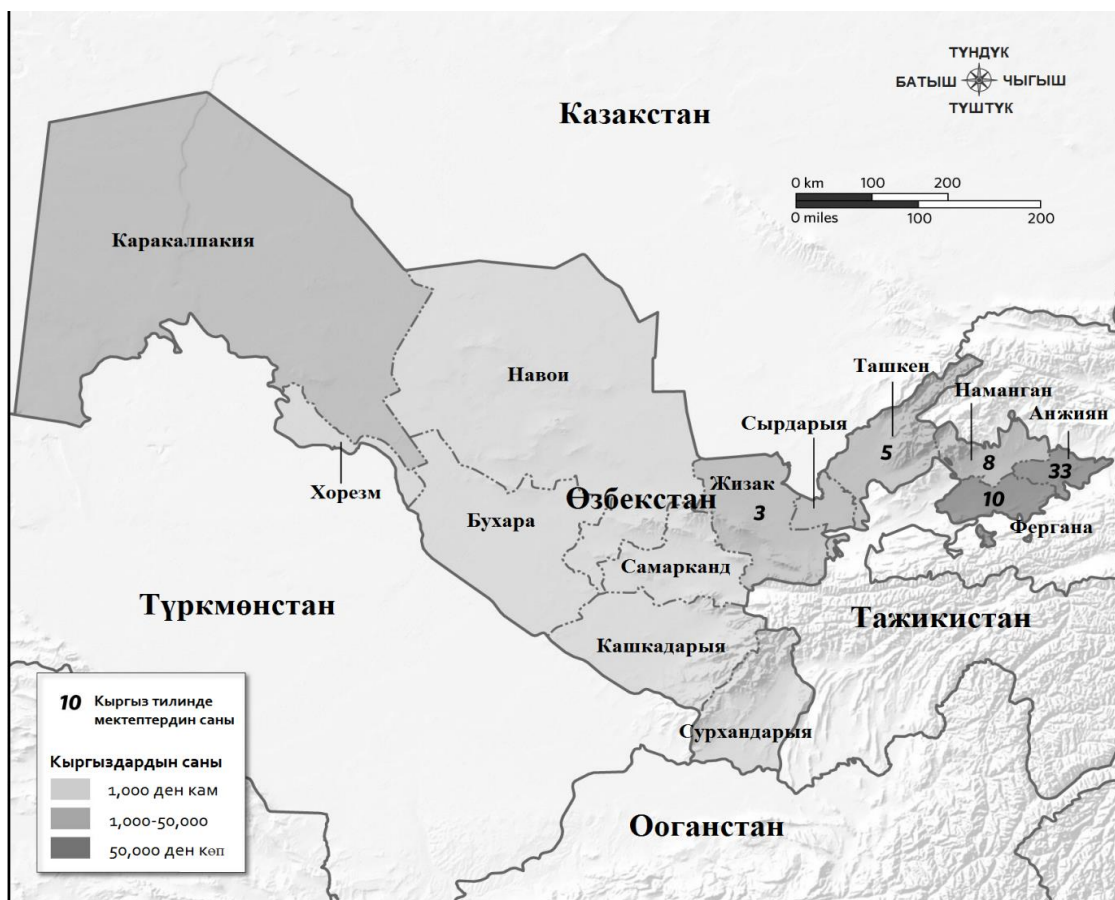 ТҮНДҮК
БАТЫШ ЧЫГЫШ
ТҮШТҮК
Казакстан
0 km 100 200
0 miles 100 200
Каракалпакия
Навои
Ташкен
Наманган
Анжиян
Сырдарыя
5
8
33
Хорезм
Бухара
Өзбекстан
Жизак
3
10
Фергана
Самарканд
Түркмөнстан
Тажикистан
Кашкадарыя
Сурхандарыя
Ооганстан
10 Кыргыз тилинде
мектептердин саны
Кыргыздардын саны
1,000 ден кам
1,000-50,000
50,000 ден көп